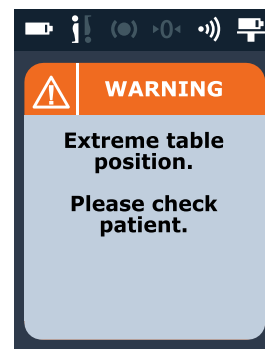 WARNING
Extreme table
position.
Please check
patient.